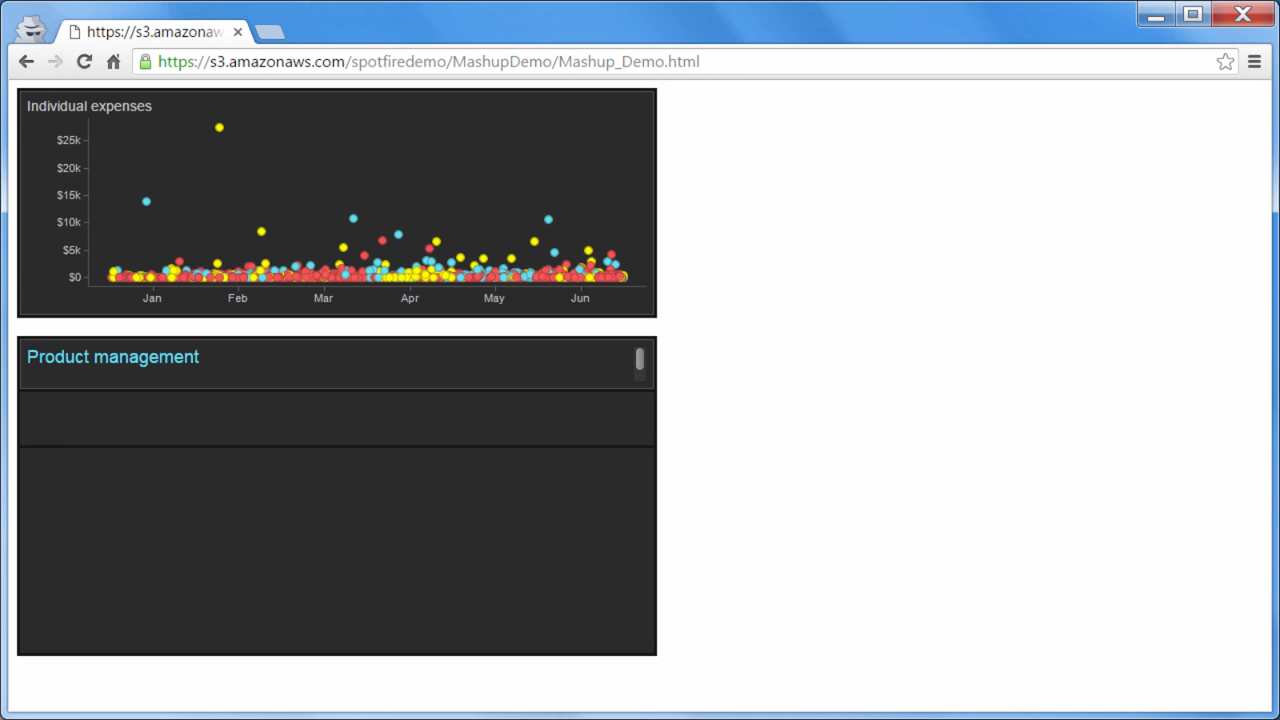 https://s3.amazonaw
https://s3.amazonaws.com/spotfiredemo/MashupDemo/Mashup_Demo.html
Individual expenses
$25k
$20k
$15k
$10k
$5k
$0
Jan Feb Mar Apr May Jun
Product management